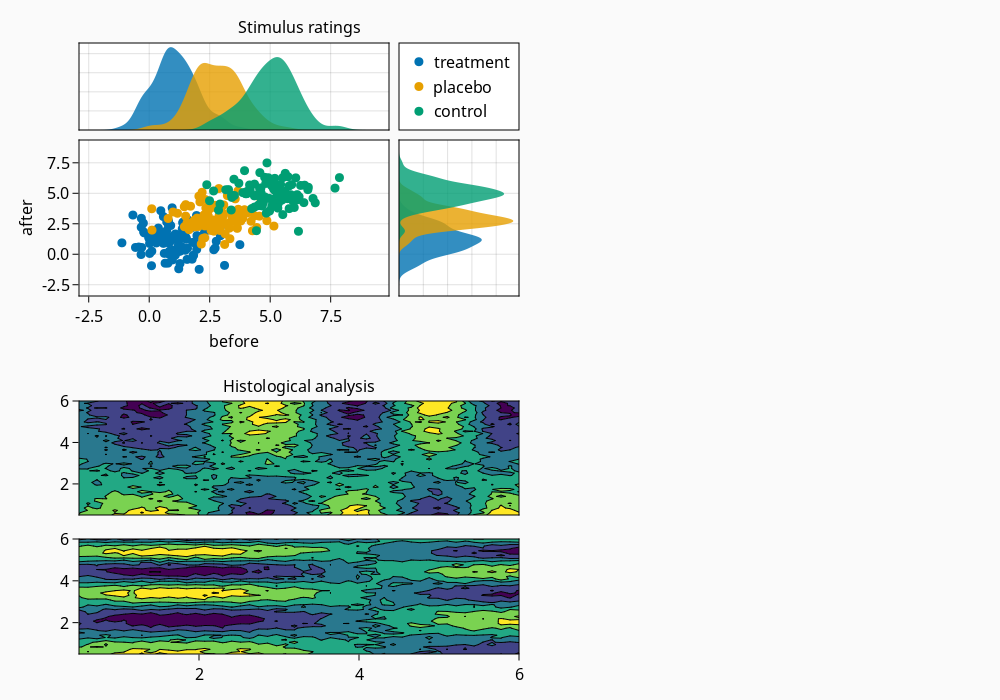 Stimulus ratings
treatment
placebo
control
7.5
5.0
2.5
0.0
-2.5
after
-2.5 0.0 2.5 5.0 7.5
before
Histological analysis
6
4
2
6
4
2
2 4 6